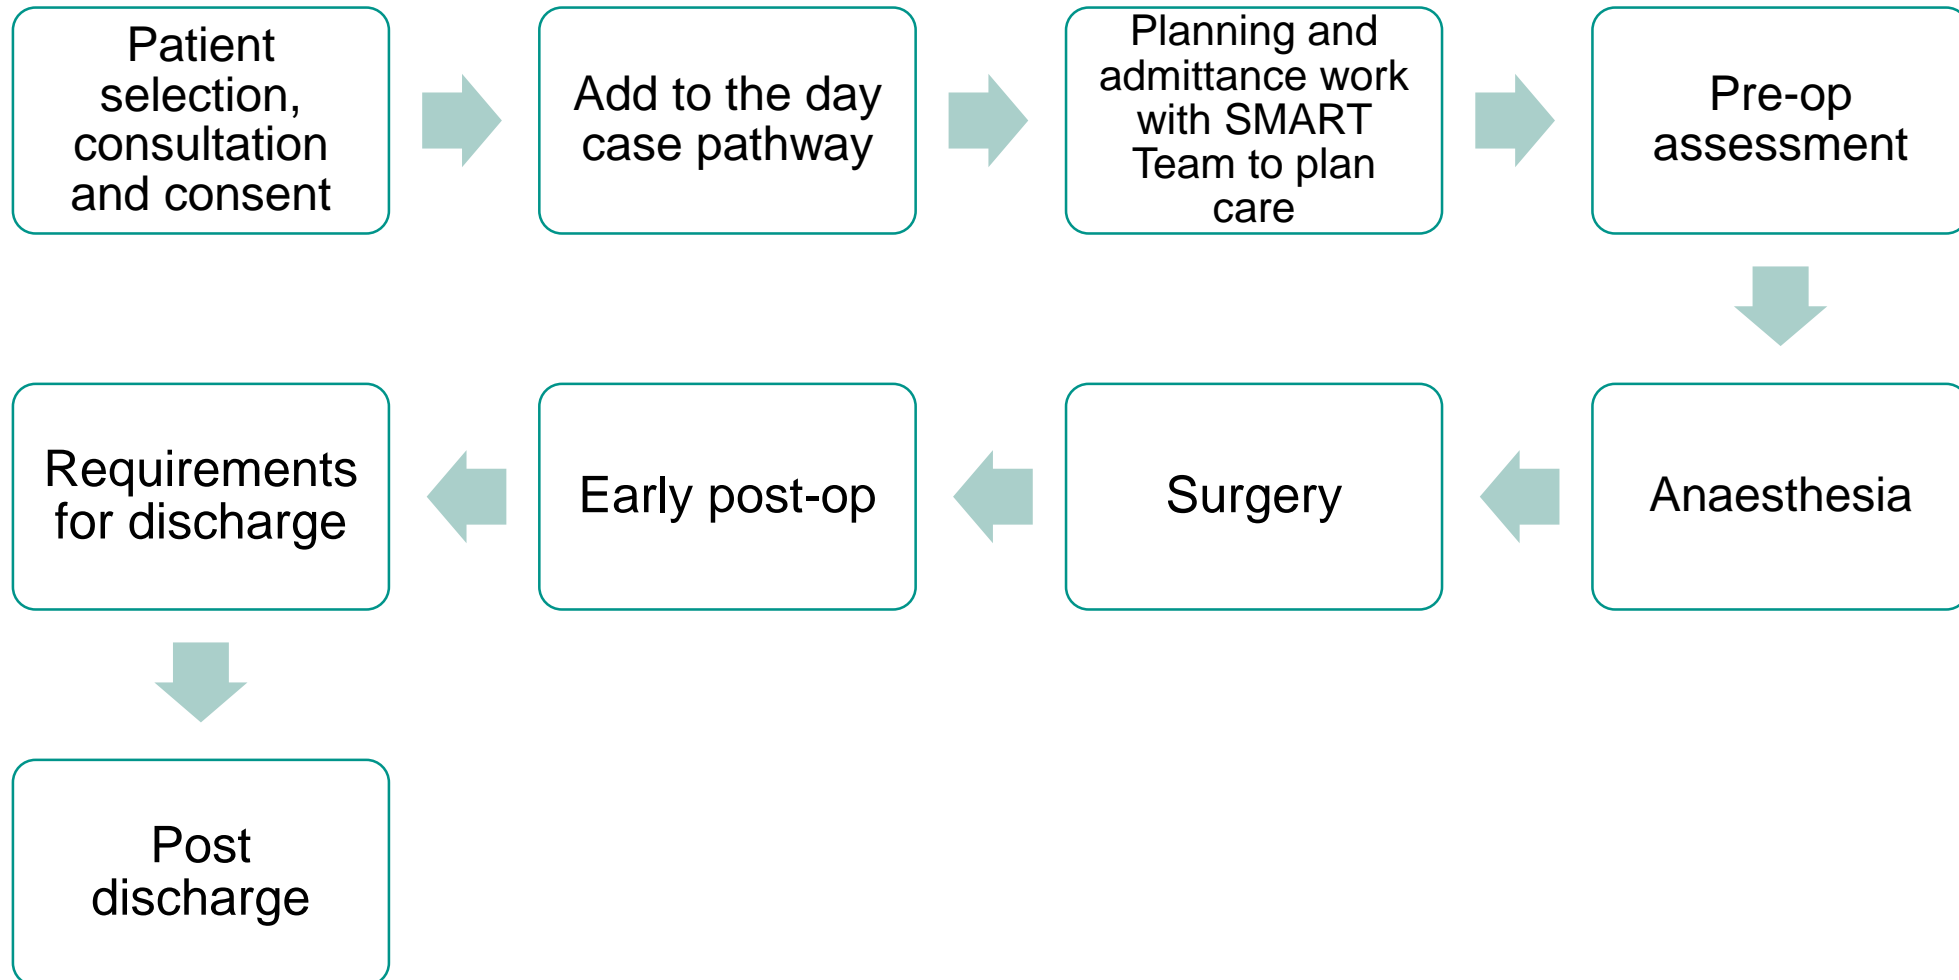 Patient
selection,
consultation
and consent
Add to the day
case pathway
Planning and
admittance work
with SMART
Team to plan
care
Pre-op
assessment
Anaesthesia
Surgery
Early post-op
Requirements
for discharge
Post
discharge